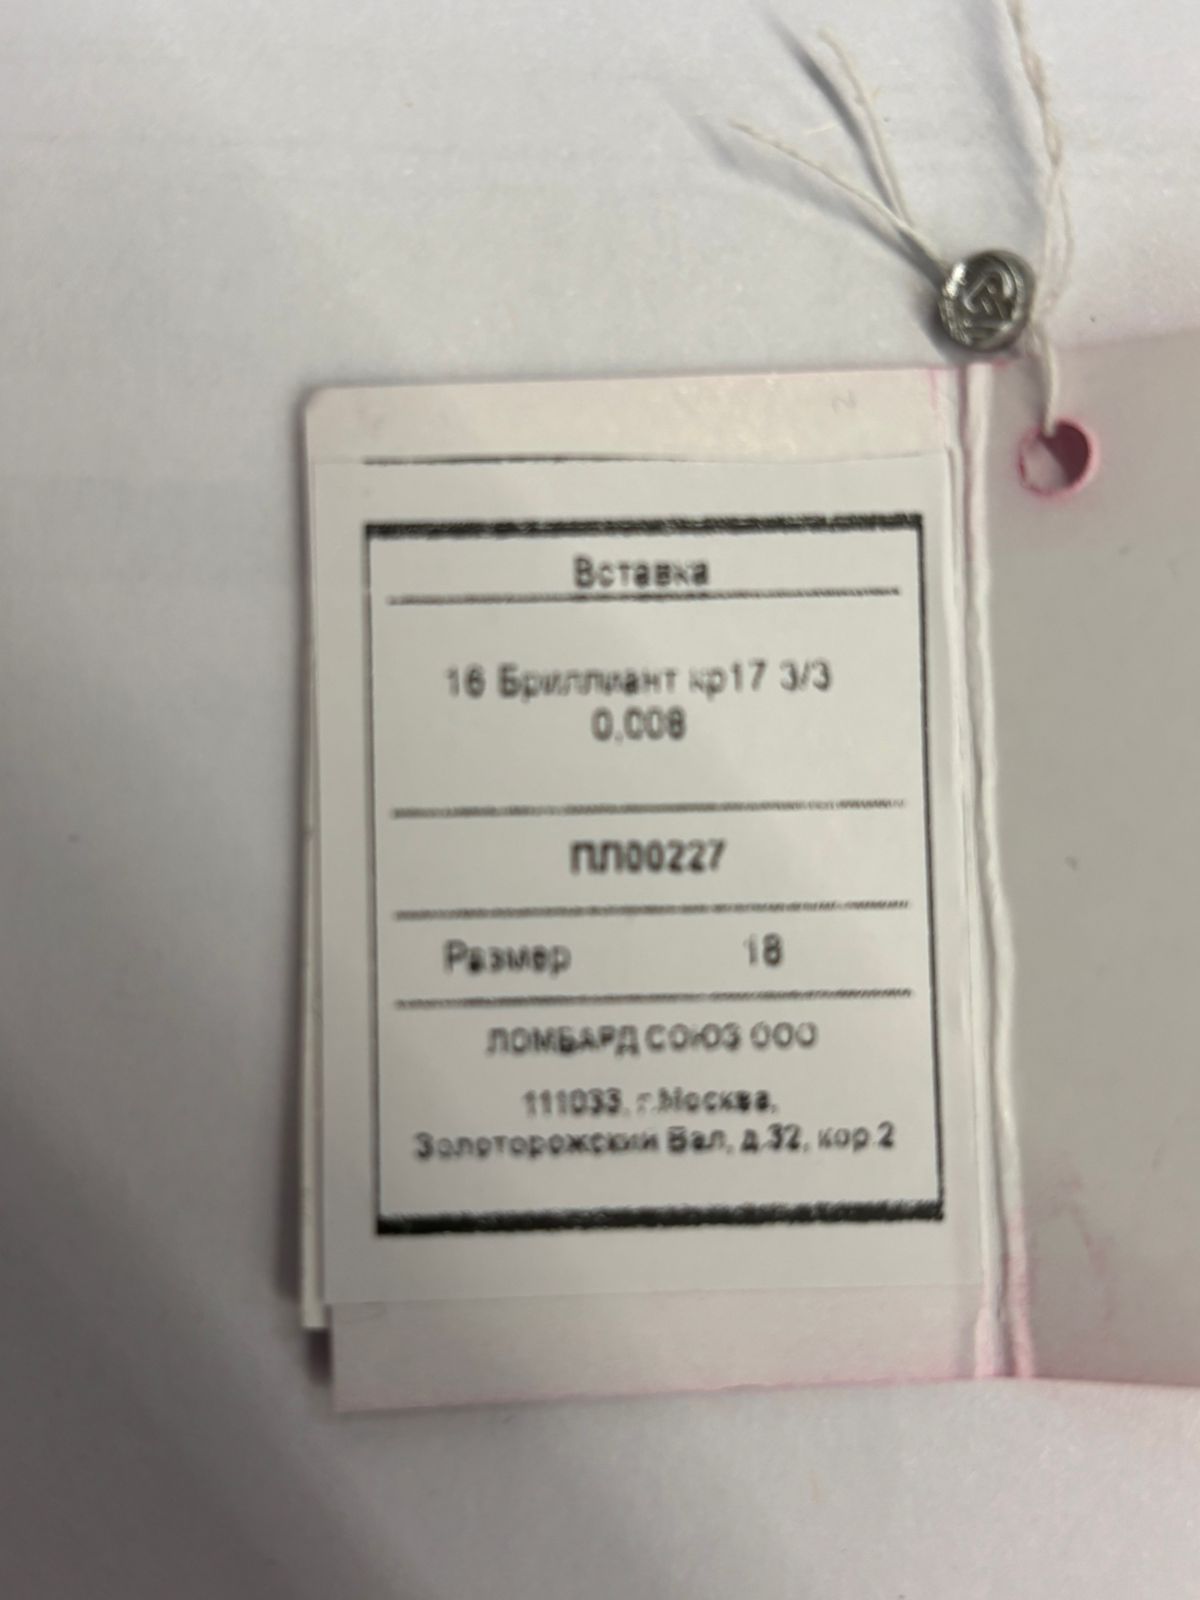 Вставка
16 Бриллиант кр17 3/3
0,008
ПЛ00227
Размер 18
ЛОМБАРД СОЮЗ ООО
111033, г.Москва,
Золоторожский Вал, д.32, кор.2